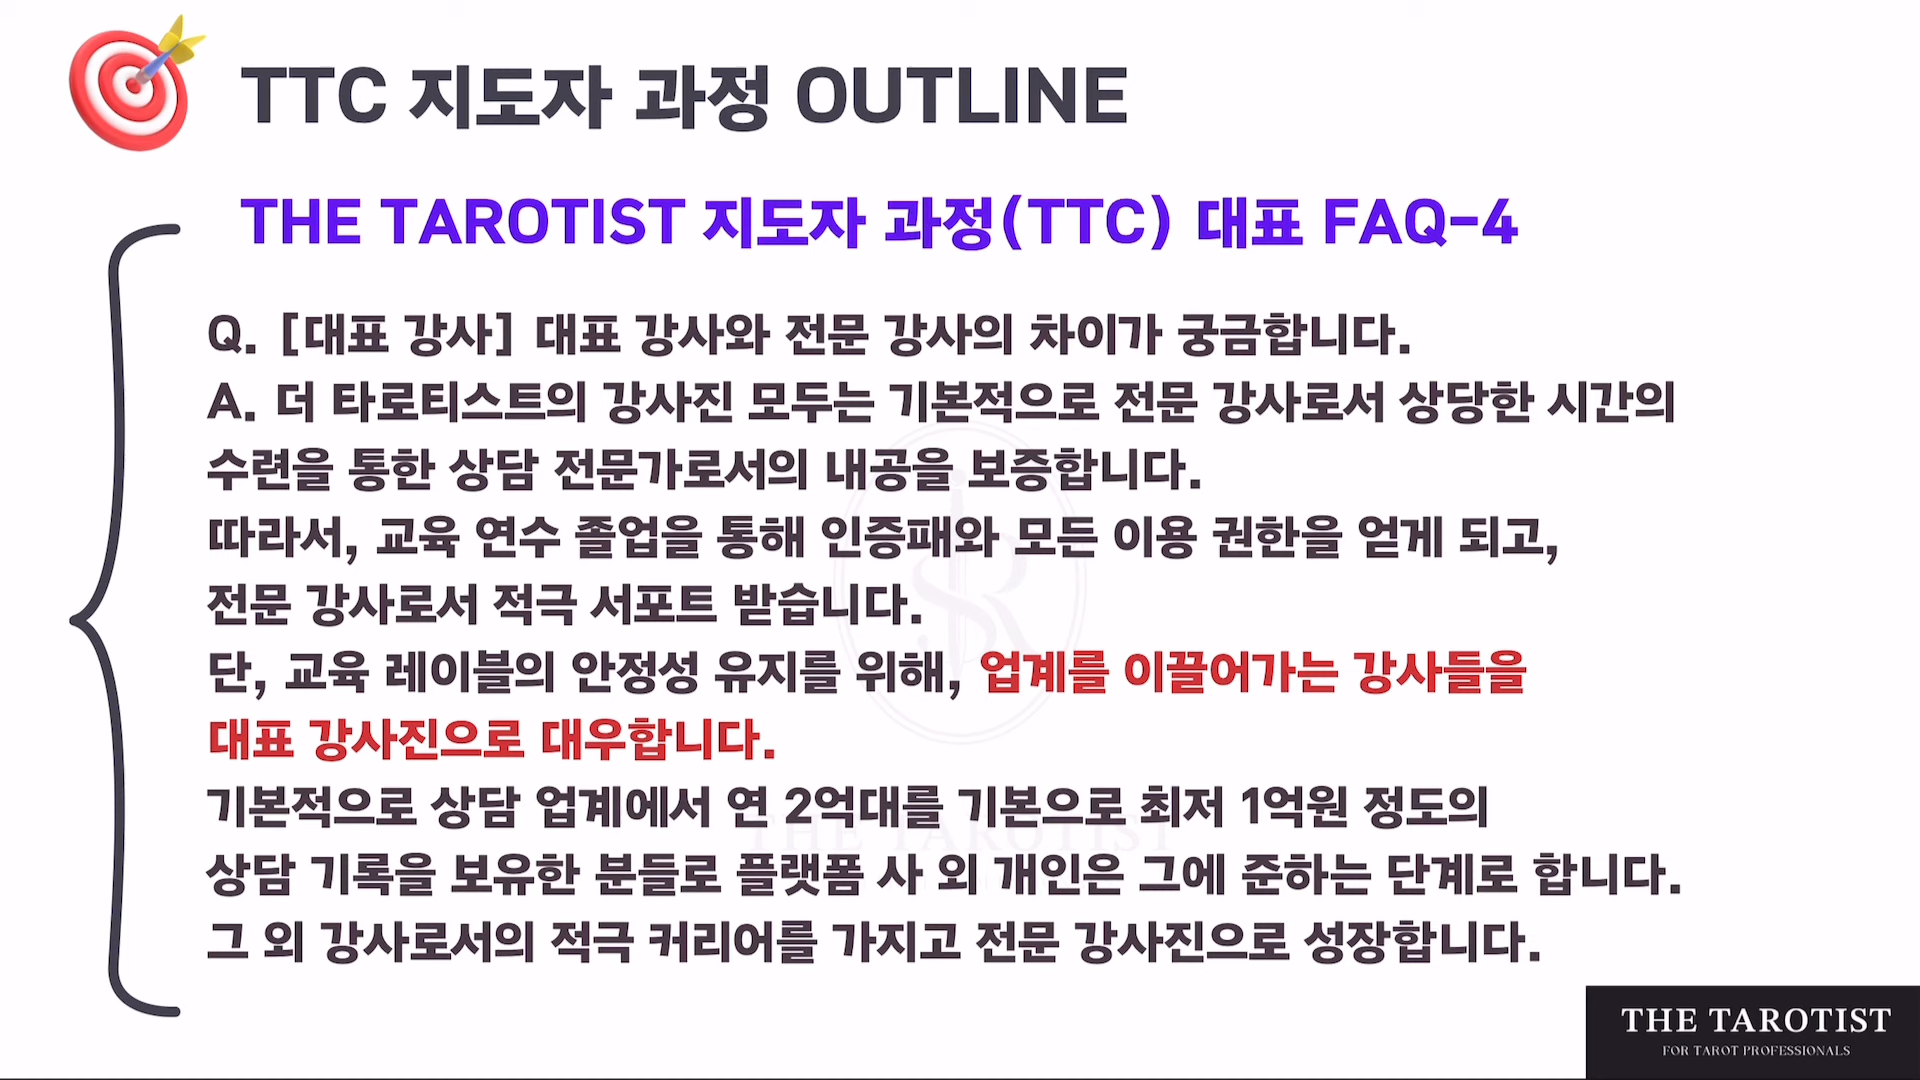 TTC 지도자 과정 OUTLINE
THE TAROTIST 지도자 과정(TTC) 대표 FAQ-4
Q. [대표 강사] 대표 강사와 전문 강사의 차이가 궁금합니다.
A. 더 타로티스트의 강사진 모두는 기본적으로 전문 강사로서 상당한 시간의
수련을 통한 상담 전문가로서의 내공을 보증합니다.
따라서, 교육 연수 졸업을 통해 인증패와 모든 이용 권한을 얻게 되고,
전문 강사로서 적극 서포트 받습니다.
단, 교육 레이블의 안정성 유지를 위해, 업계를 이끌어가는 강사들을
대표 강사진으로 대우합니다.
기본적으로 상담 업계에서 연 2억대를 기본으로 최저 1억원 정도의
상담 기록을 보유한 분들로 플랫폼 사 외 개인은 그에 준하는 단계로 합니다.
그 외 강사로서의 적극 커리어를 가지고 전문 강사진으로 성장합니다.
THE TAROTIST
THE TAROTIST
FOR TAROT PROFESSIONALS